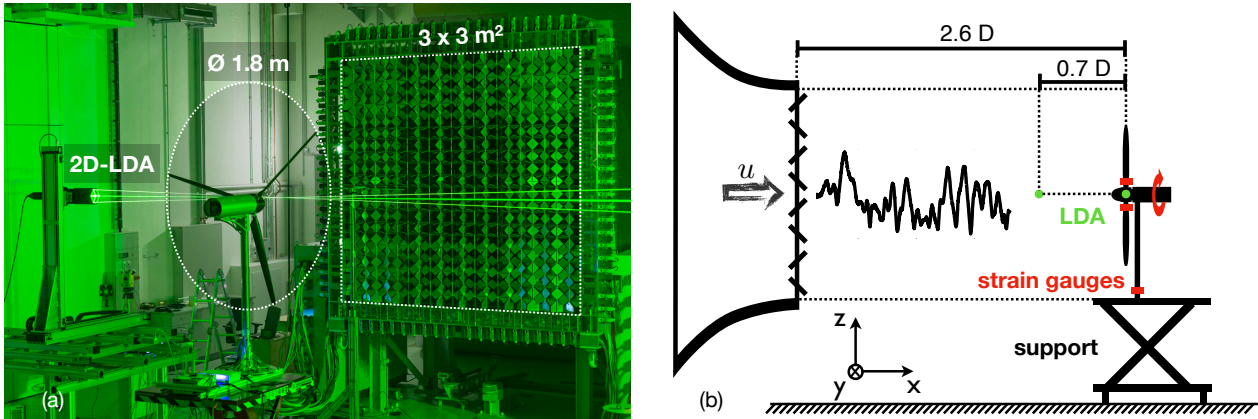 3 x 3 m²
Ø 1.8 m
2D-LDA
(a)
2.6 D
0.7 D
u
LDA
strain gauges
z
y
x
support
(b)